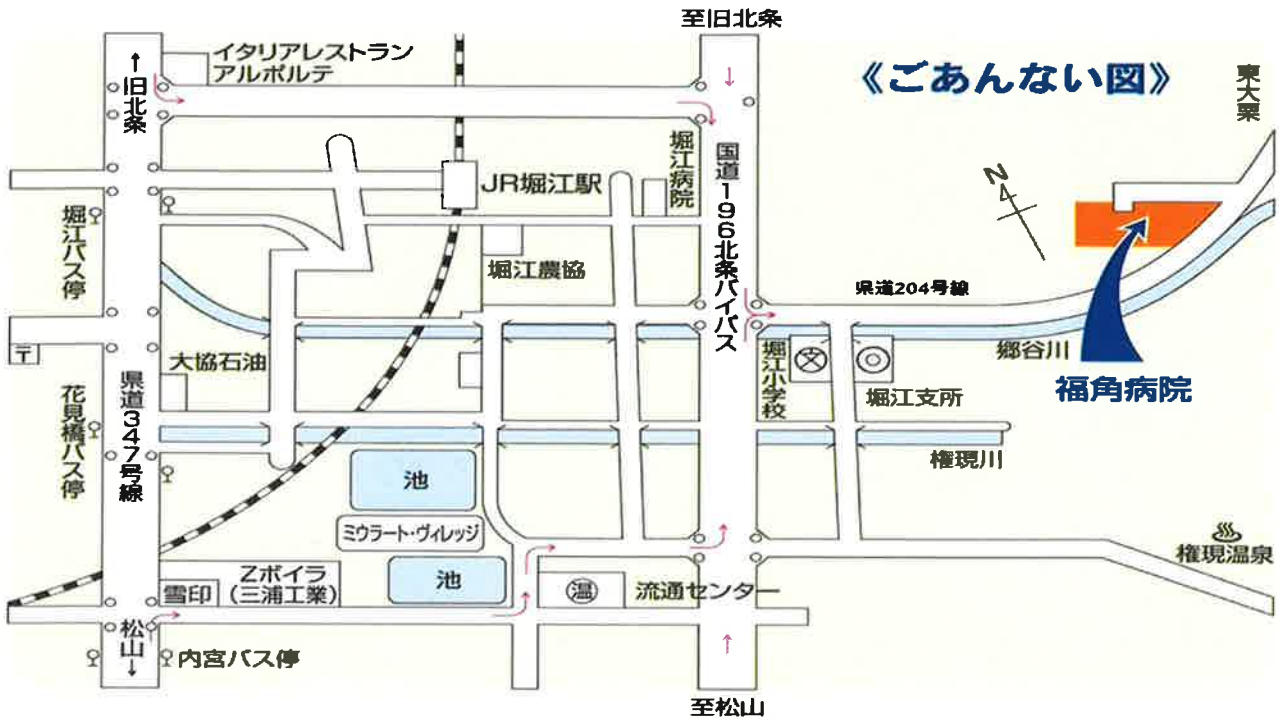 至旧北条
《ごあんない図》
イタリアレストラン
アルポルテ
↑旧北条
東大栗
堀江病院
国道196北条バイパス
JR堀江駅
N
堀江バス停
堀江農協
県道204号線
〒
大協石油
堀江小学校
文
郷谷川
福角病院
堀江支所
県道347号線
花見橋バス停
権現川
池
ミウラート・ヴィレッジ
権現温泉
Zボイラ
(三浦工業)
雪印
池
温
流通センター
松山↓
内宮バス停
至松山